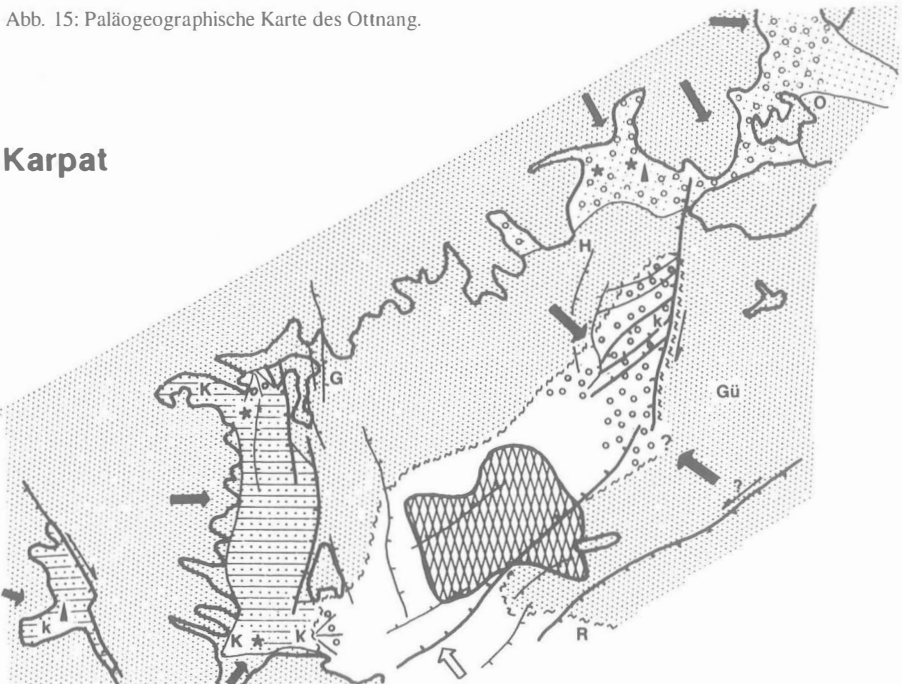 Abb. 15: Paläogeographische Karte des Ottnang.
Karpat
O
H
k
K
G
Gü
?
?
k
K
K
R